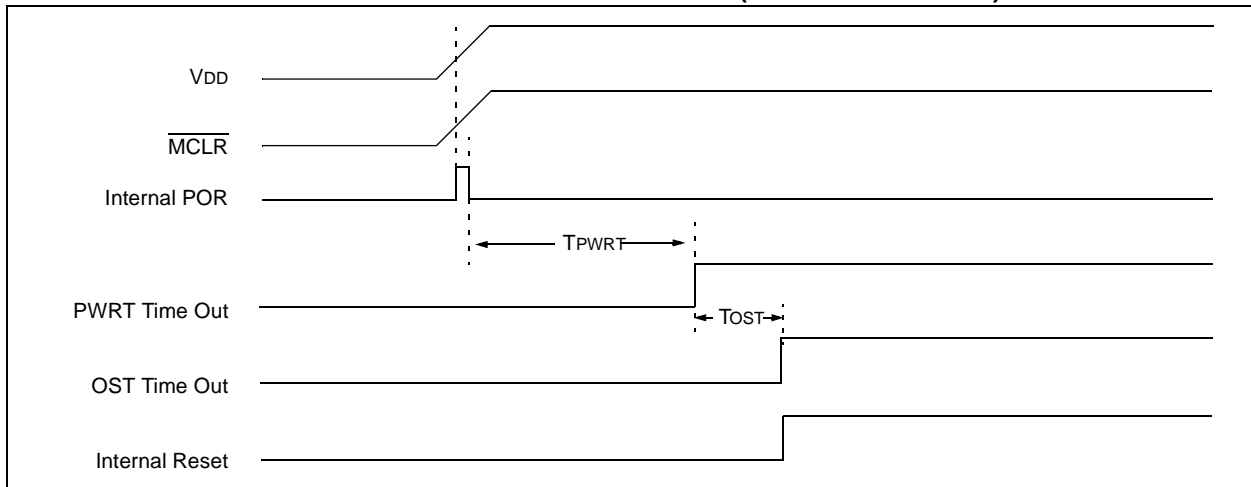 VDD
MCLR
Internal POR
TPWRT
PWRT Time Out
TOST
OST Time Out
Internal Reset